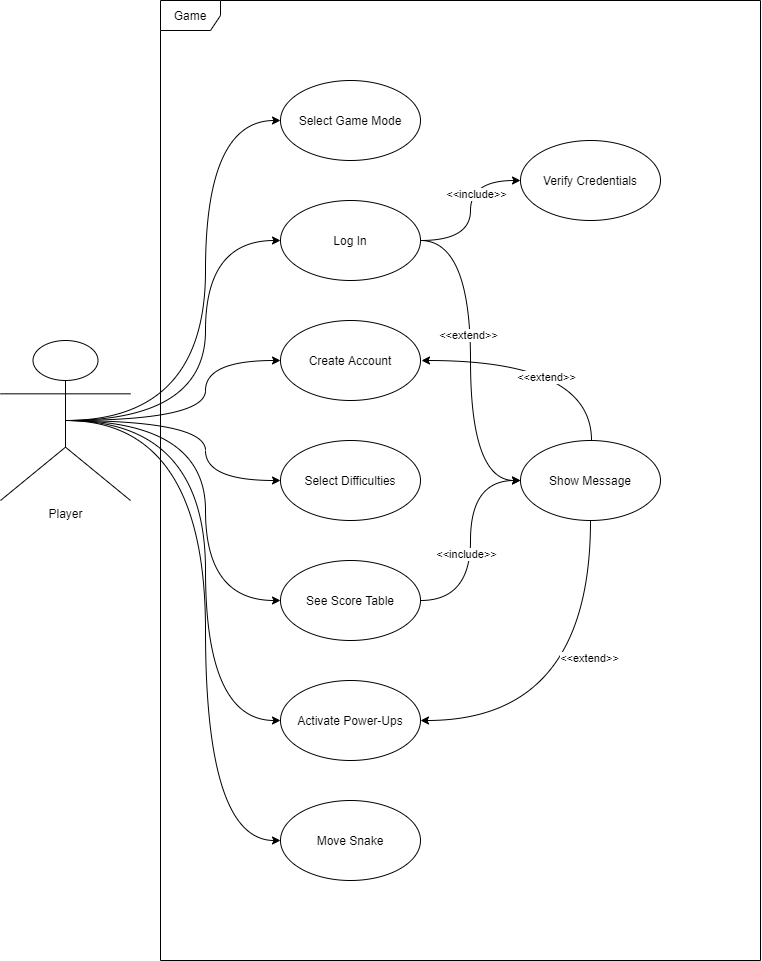 Game
Select Game Mode
Verify Credentials
<<include>>
Log In
<<extend>>
Create Account
<<extend>>
Select Difficulties
Show Message
Player
<<include>>
See Score Table
<<extend>>
Activate Power-Ups
Move Snake